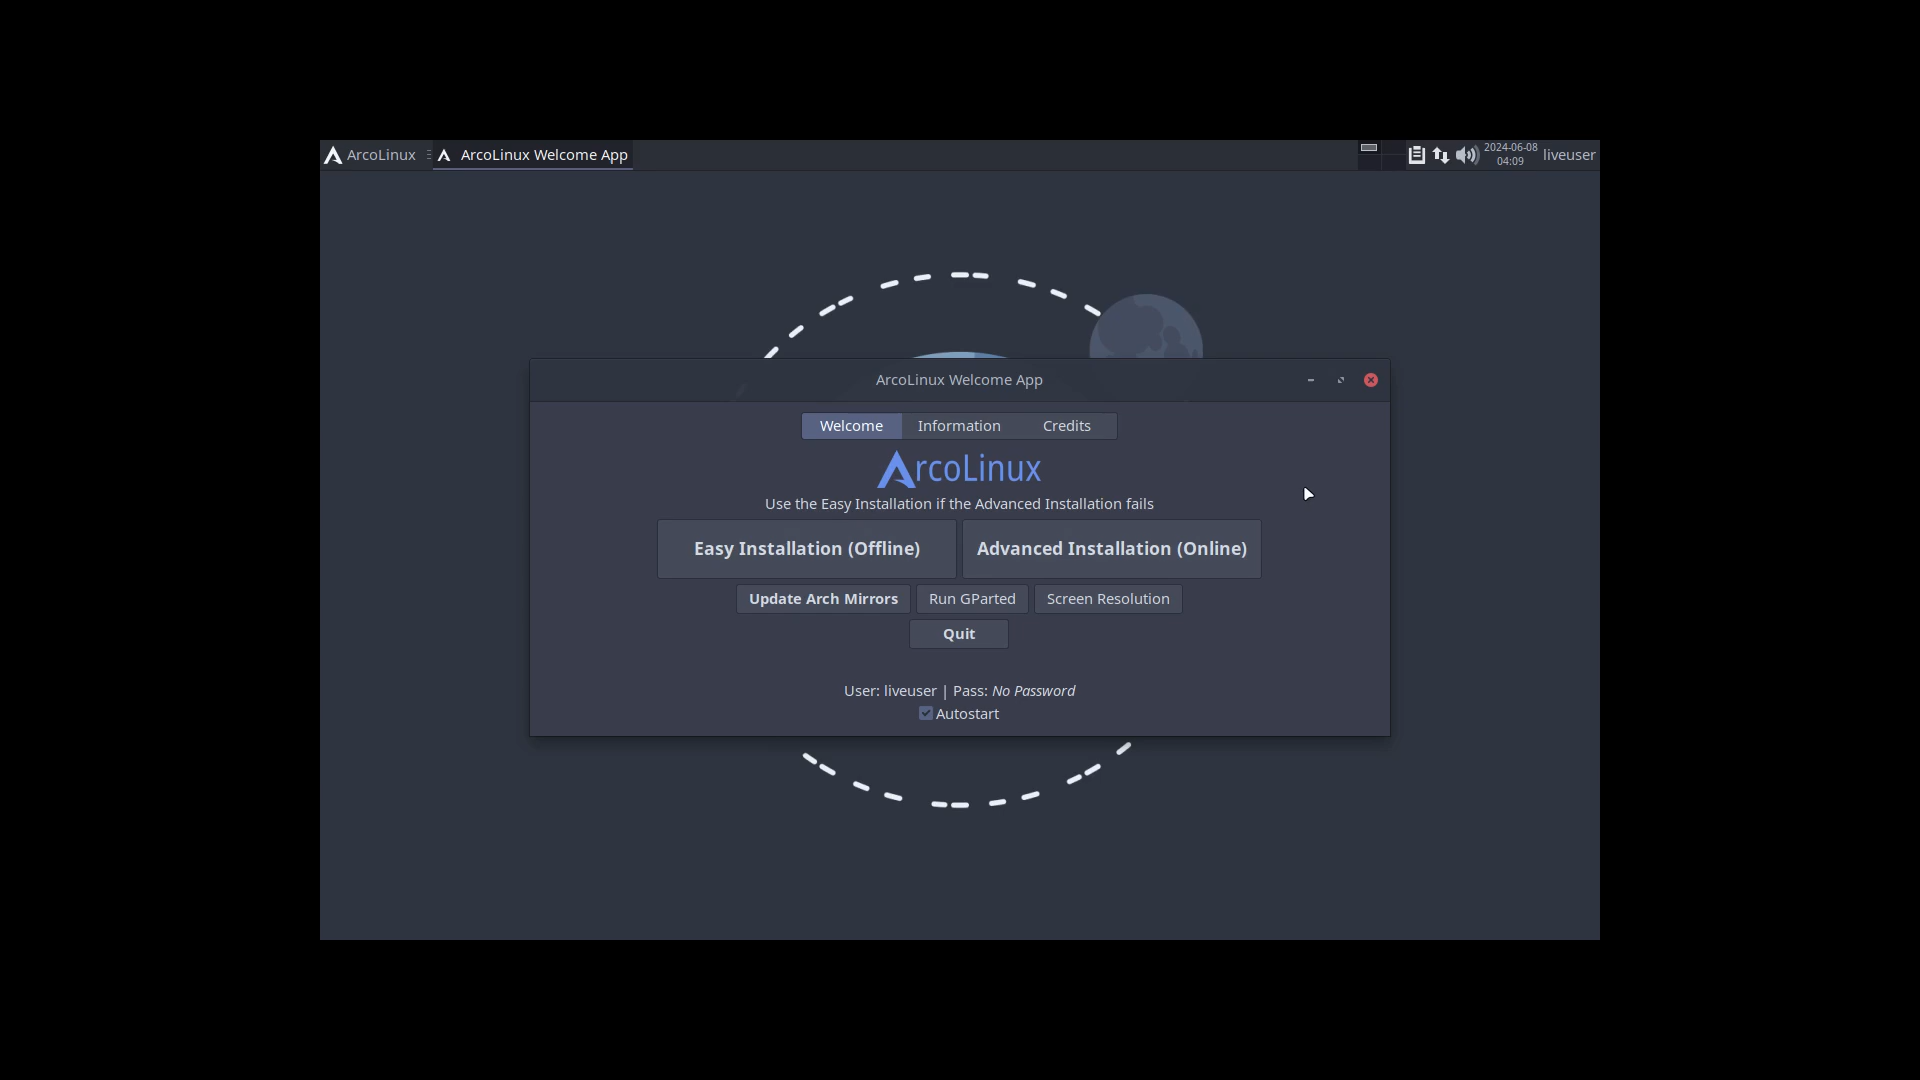 ArcoLinux
ArcoLinux Welcome App
2024-06-08
04:09
liveuser
ArcoLinux Welcome App
Welcome
Information
Credits
ArcoLinux
Use the Easy Installation if the Advanced Installation fails
Easy Installation (Offline)
Advanced Installation (Online)
Update Arch Mirrors
Run GParted
Screen Resolution
Quit
User: liveuser | Pass: No Password
Autostart